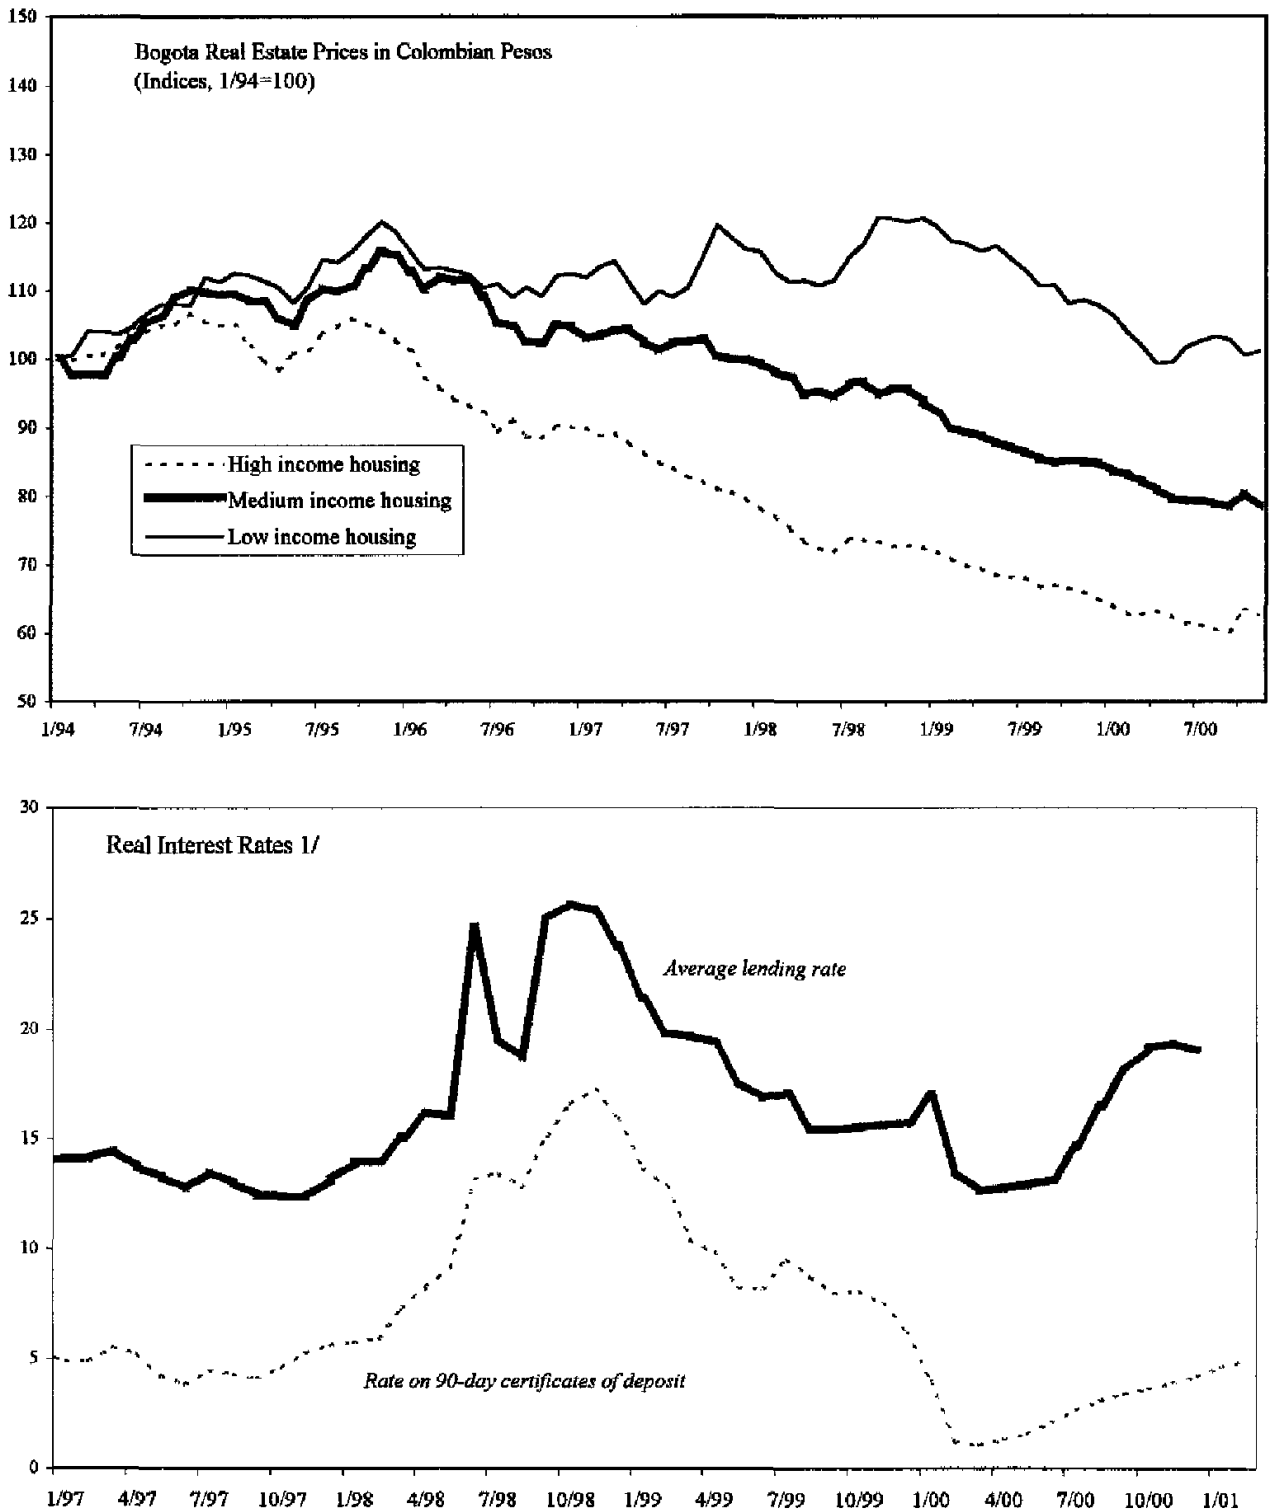 150
Bogota Real Estate Prices in Colombian Pesos
(Indices, 1/94=100)
140
130
120
110
100
90
High income housing
80
Medium income housing
Low income housing
70
60
50
1/94 7/94 1/95 7/95 1/96 7/96 1/97 7/97 1/98 7/98 1/99 7/99 1/00 7/00
30
Real Interest Rates 1/
25
Average lending rate
20
15
10
5
Rate on 90-day certificates of deposit
0
1/97 4/97 7/97 10/97 1/98 4/98 7/98 10/98 1/99 4/99 7/99 10/99 1/00 4/00 7/00 10/00 1/01